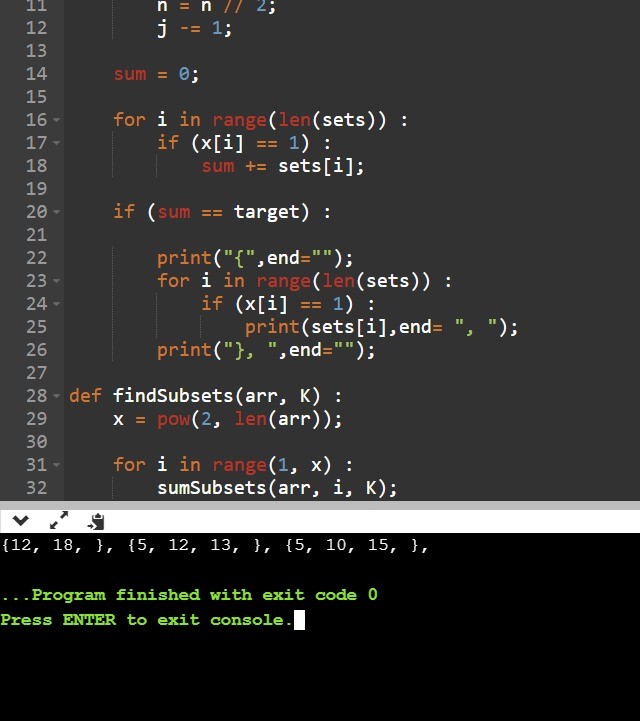 11 n = n // 2;
12 j -= 1;
13
14 sum = 0;
15
16 for i in range(len(sets)) :
17 if (x[i] == 1) :
18 sum += sets[i];
19
20 if (sum == target) :
21
22 print("{",end="");
23 for i in range(len(sets)) :
24 if (x[i] == 1) :
25 print(sets[i],end= ", ");
26 print("}, ",end="");
27
28 def findSubsets(arr, K) :
29 x = pow(2, len(arr));
30
31 for i in range(1, x) :
32 sumSubsets(arr, i, K);
{12, 18, }, {5, 12, 13, }, {5, 10, 15, },
...Program finished with exit code 0
Press ENTER to exit console.